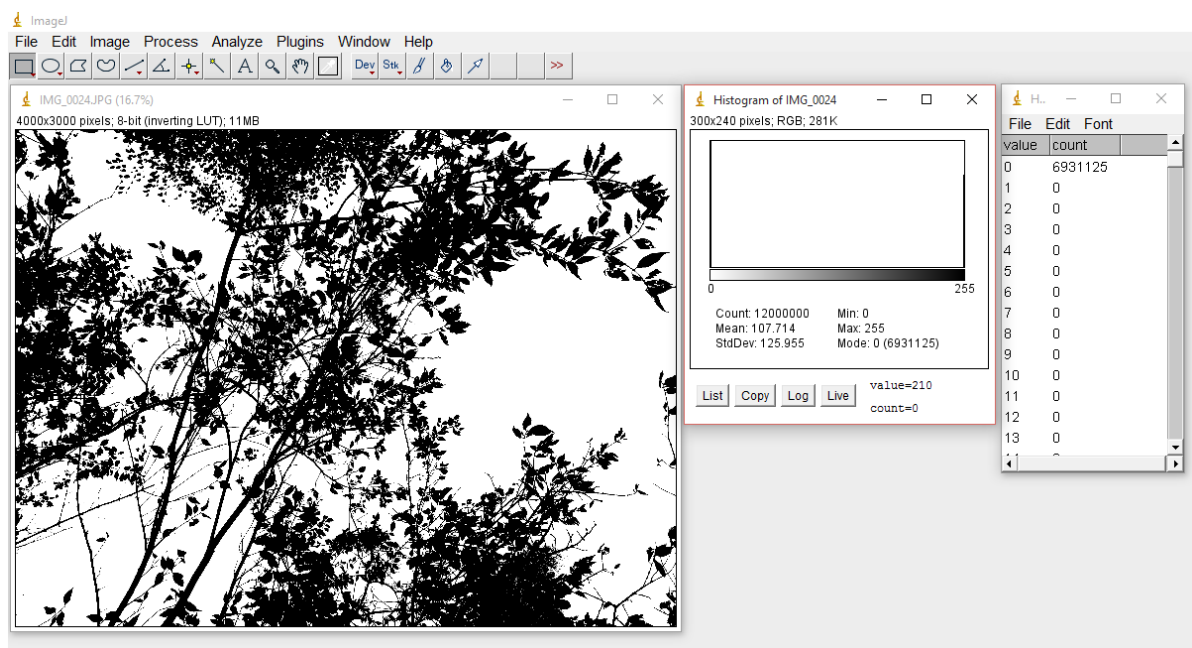 ImageJ
File Edit Image Process Analyze Plugins Window Help
A Dev Stk >>
IMG_0024.JPG (16.7%)
4000x3000 pixels; 8-bit (inverting LUT); 11MB
Histogram of IMG_0024
300x240 pixels; RGB; 281K
0 255
Count: 12000000 Min: 0
Mean: 107.714 Max: 255
StdDev: 125.955 Mode: 0 (6931125)
List Copy Log Live
value=210
count=0
H..
File Edit Font
value count
0 6931125
1 0
2 0
3 0
4 0
5 0
6 0
7 0
8 0
9 0
10 0
11 0
12 0
13 0